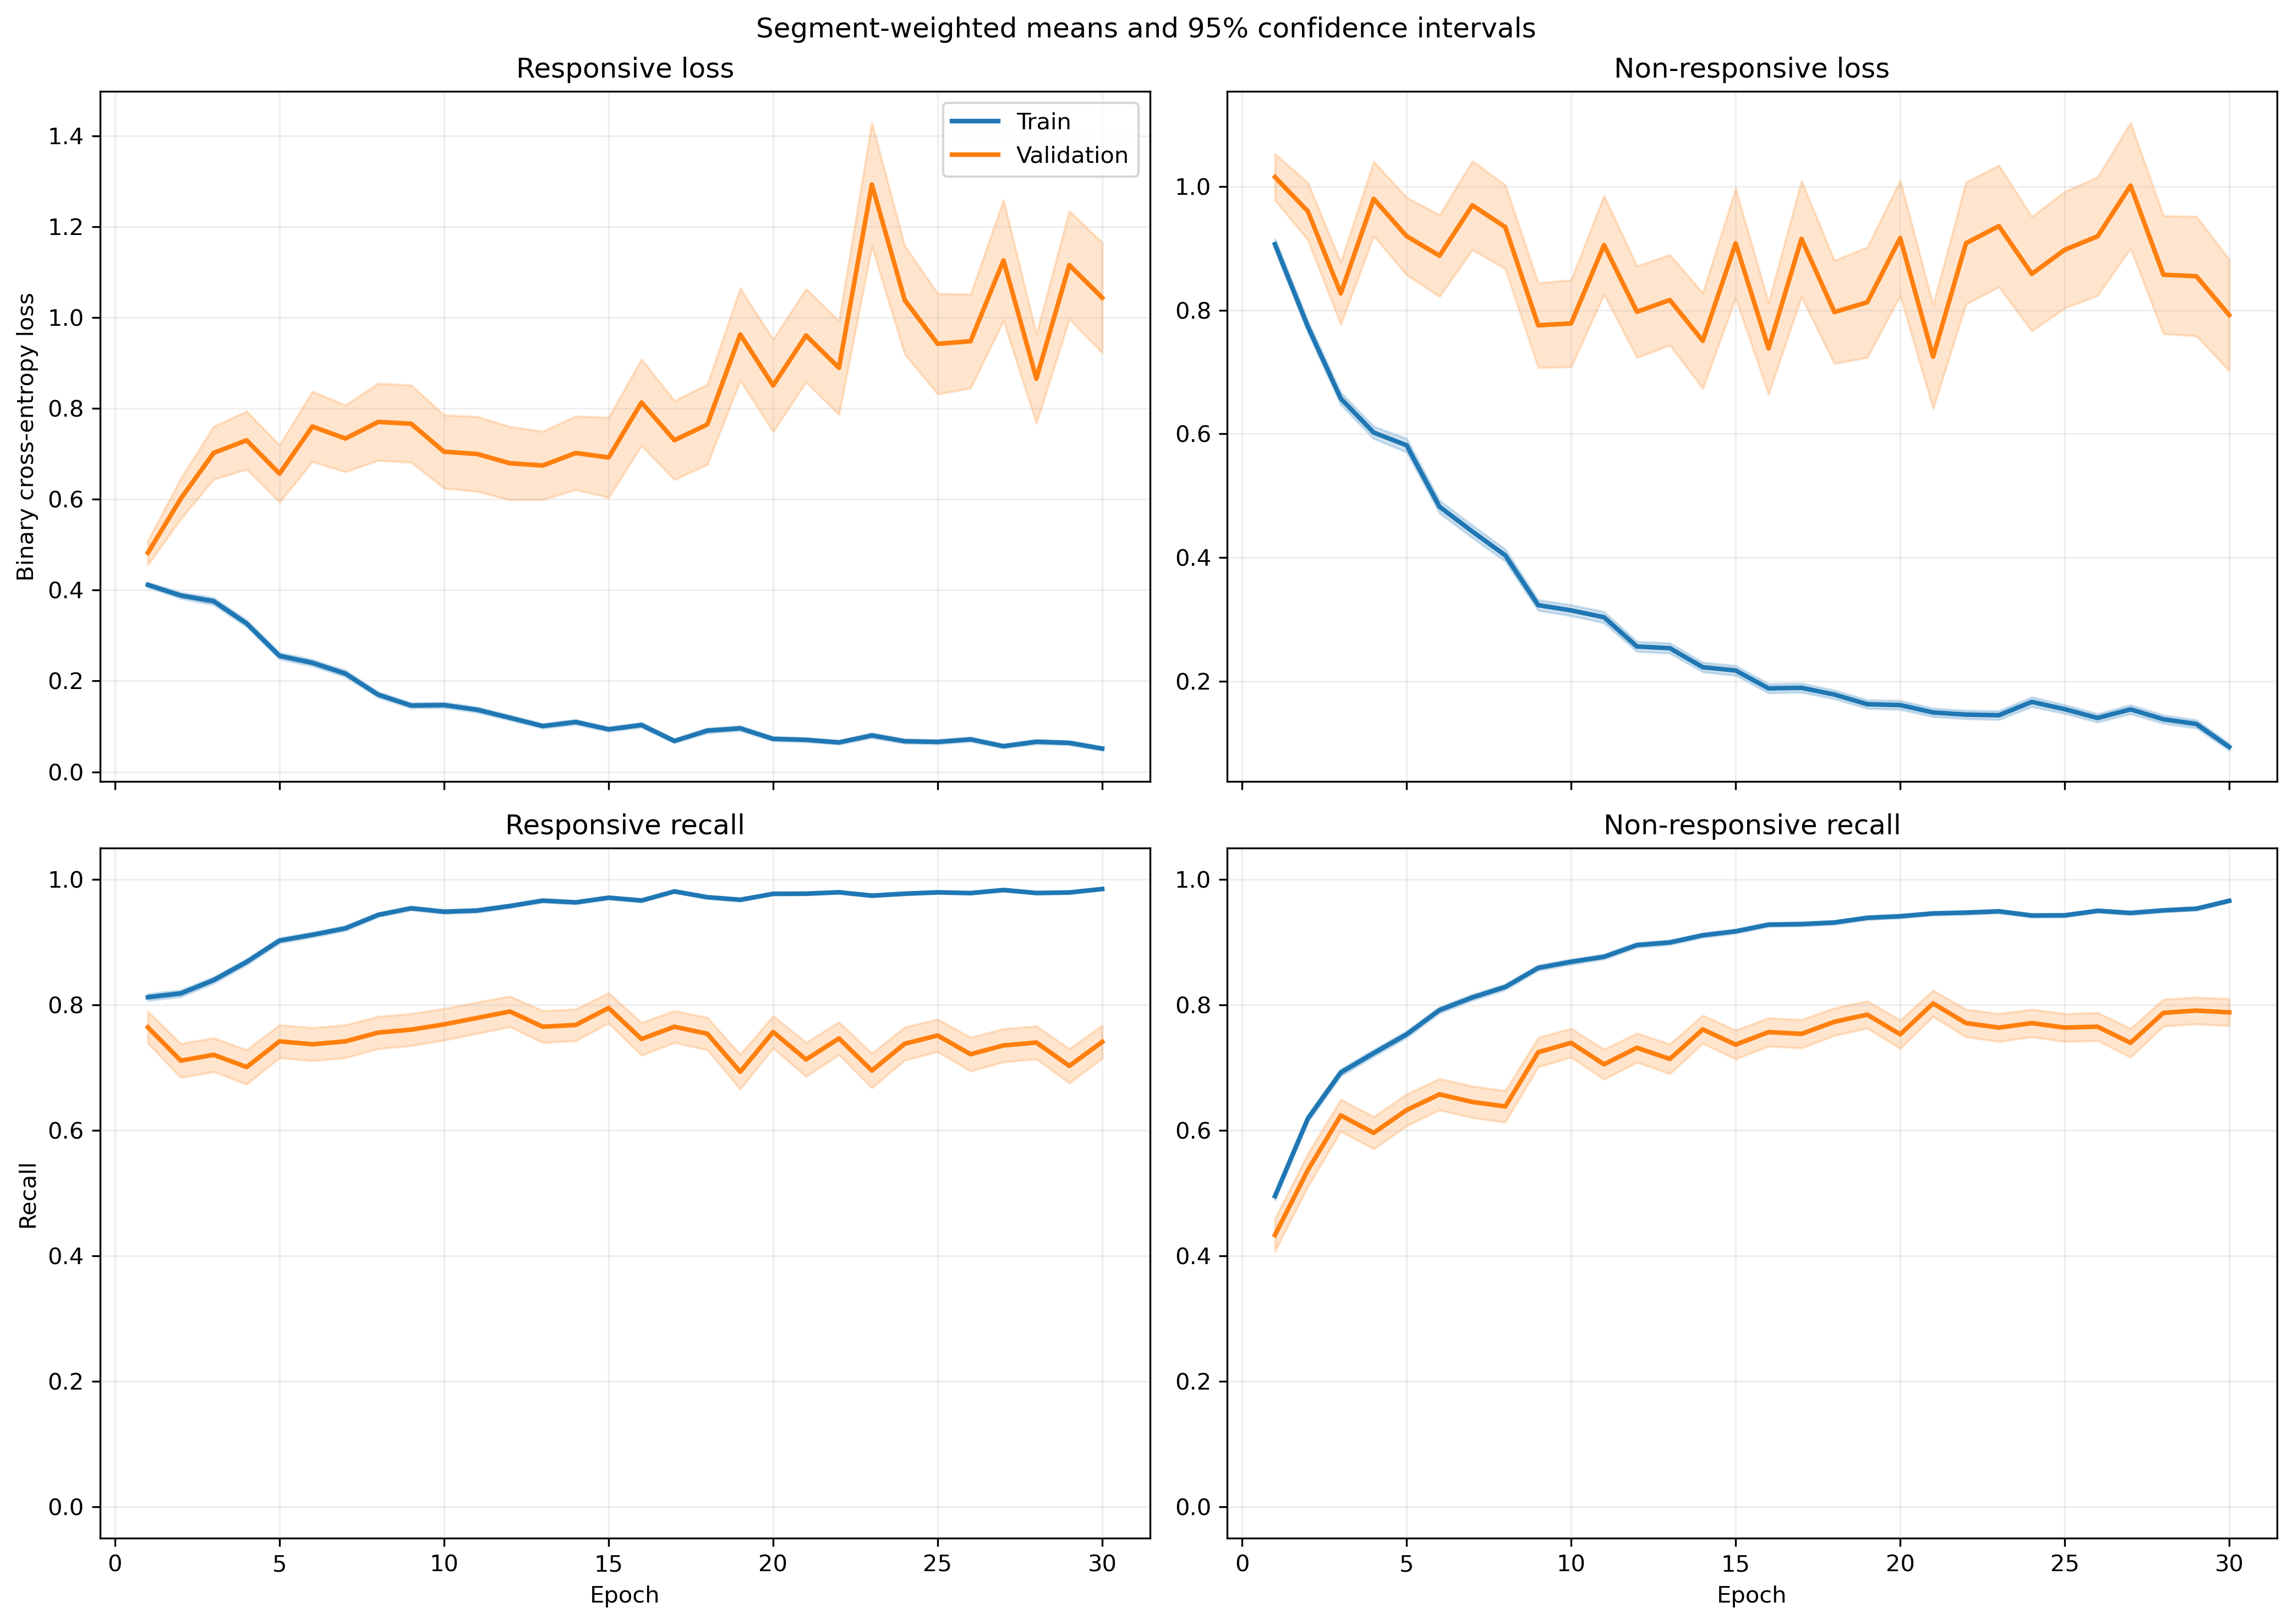 Segment-weighted means and 95% confidence intervals
Responsive loss
Non-responsive loss
Train
Validation
Binary cross-entropy loss
1.4
1.2
1.0
0.8
0.6
0.4
0.2
0.0
1.0
0.8
0.6
0.4
0.2
Responsive recall
Non-responsive recall
Recall
1.0
0.8
0.6
0.4
0.2
0.0
1.0
0.8
0.6
0.4
0.2
0.0
0 5 10 15 20 25 30
0 5 10 15 20 25 30
Epoch
Epoch